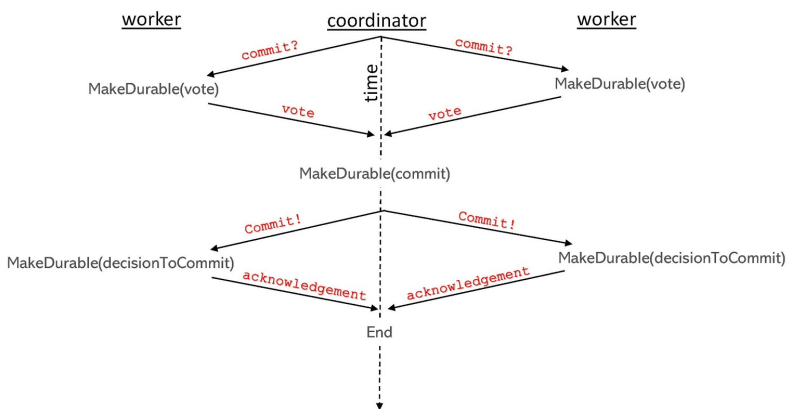 worker
coordinator
worker
commit?
commit?
time
MakeDurable(vote)
MakeDurable(vote)
vote
vote
MakeDurable(commit)
Commit!
Commit!
MakeDurable(decisionToCommit)
MakeDurable(decisionToCommit)
acknowledgement
acknowledgement
End